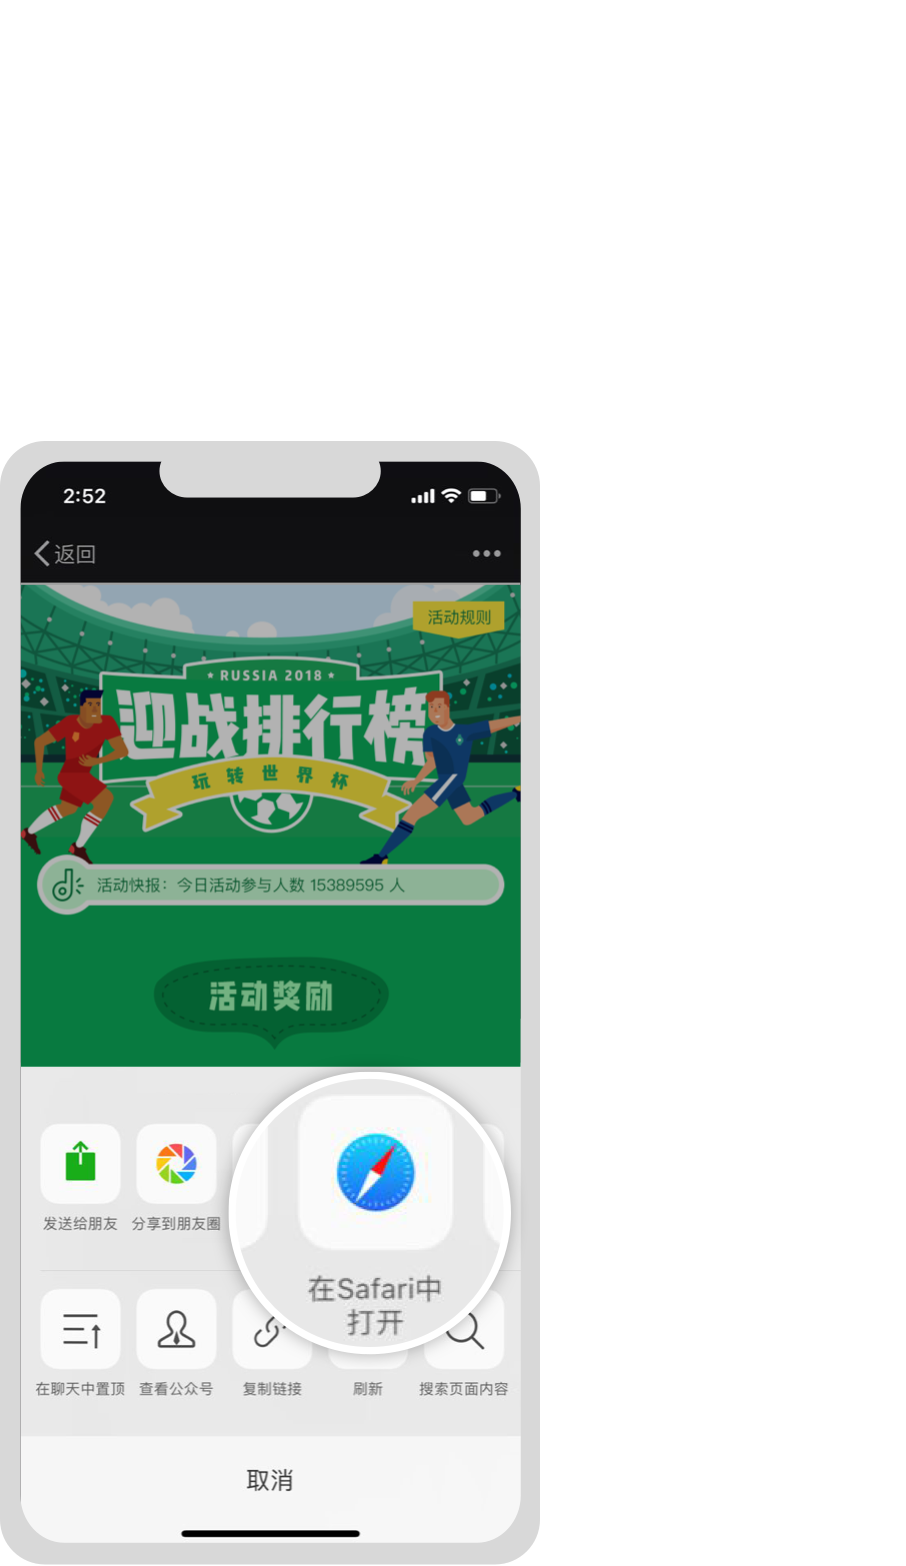 2:52
返回
活动规则
RUSSIA 2018
迎战排行榜
玩转世界杯
活动快报：今日活动参与人数 15389595 人
活动奖励
发送给朋友
分享到朋友圈
在Safari中
打开
在聊天中置顶
查看公众号
复制链接
刷新
搜索页面内容
取消